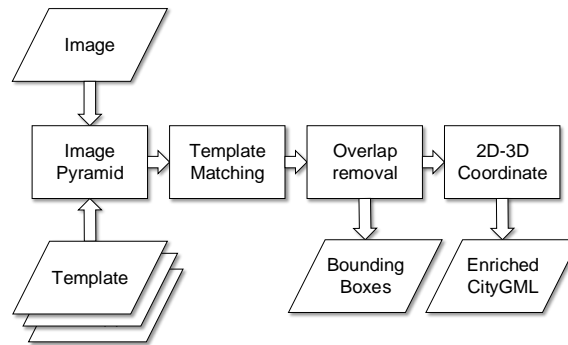 Image
Image
Pyramid
Template
Matching
Overlap
removal
2D-3D
Coordinate
Template
Bounding
Boxes
Enriched
CityGML